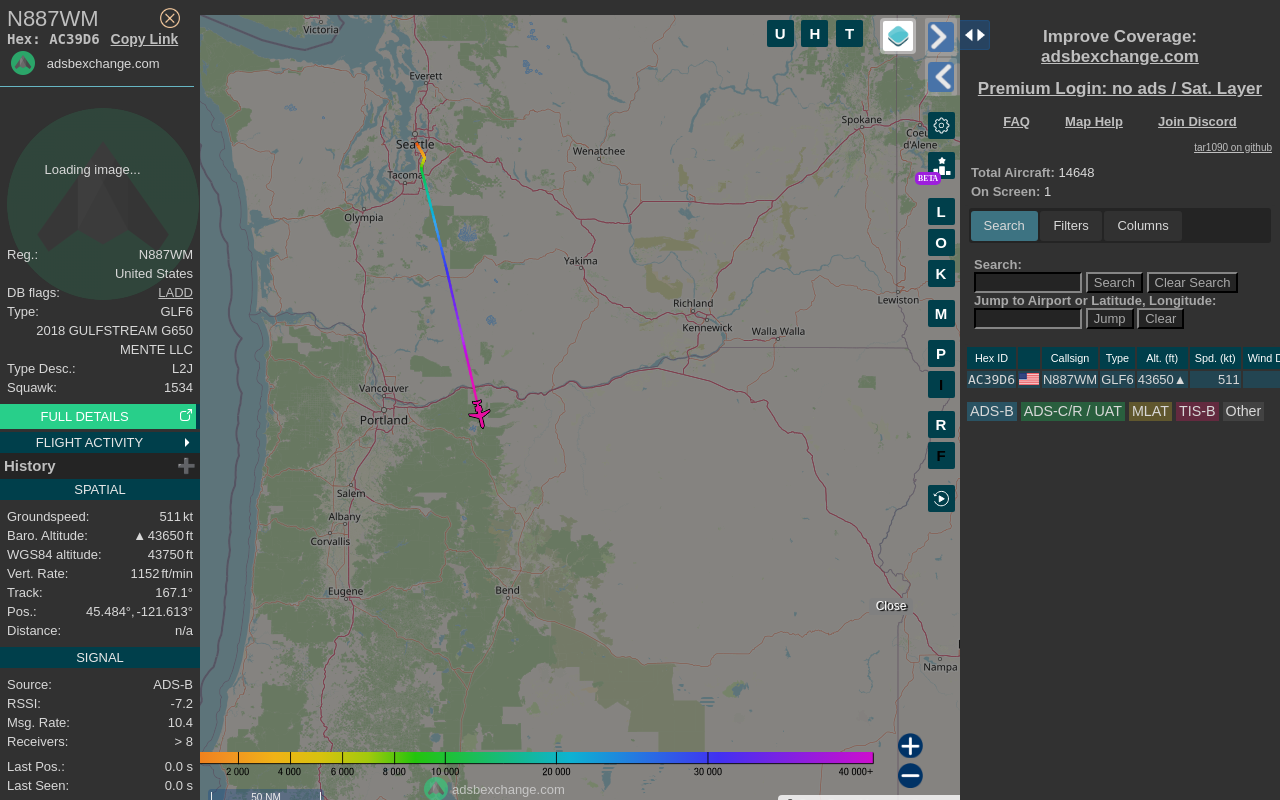 N887WM
Hex: AC39D6 Copy Link
adsbexchange.com
Loading image...
Reg.: N887WM
United States
DB flags: LADD
Type: GLF6
2018 GULFSTREAM G650
MENTE LLC
Type Desc.: L2J
Squawk: 1534
FULL DETAILS
FLIGHT ACTIVITY
History
SPATIAL
Groundspeed: 511 kt
Baro. Altitude: ▲ 43650 ft
WGS84 altitude: 43750 ft
Vert. Rate: 1152 ft/min
Track: 167.1°
Pos.: 45.484°, -121.613°
Distance: n/a
SIGNAL
Source: ADS-B
RSSI: -7.2
Msg. Rate: 10.4
Receivers: > 8
Last Pos.: 0.0 s
Last Seen: 0.0 s
Victoria
Everett
Seattle
Tacoma
Olympia
Wenatchee
Spokane
d'Alene
Yakima
Richland
Kennewick
Walla Walla
Lewiston
Vancouver
Portland
Salem
Albany
Corvallis
Eugene
Bend
Nampa
Close
U H T
BETA
L
O
K
M
P
I
R
F
2 000 4 000 6 000 8 000 10 000 20 000 30 000 40 000+
adsbexchange.com
50 NM
Improve Coverage:
adsbexchange.com
Premium Login: no ads / Sat. Layer
FAQ Map Help Join Discord
tar1090 on github
Total Aircraft: 14648
On Screen: 1
Search Filters Columns
Search:
Search Clear Search
Jump to Airport or Latitude, Longitude:
Jump Clear
Hex ID Callsign Type Alt. (ft) Spd. (kt) Wind D
AC39D6 N887WM GLF6 43650▲ 511
ADS-B ADS-C/R / UAT MLAT TIS-B Other